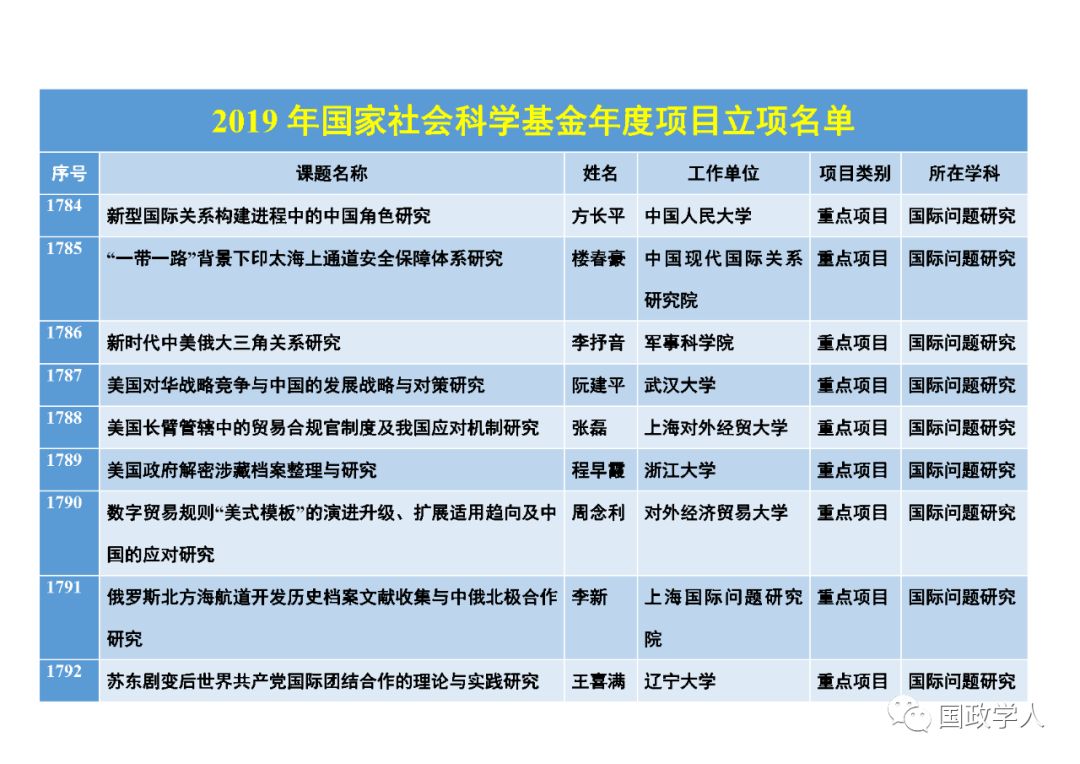 2019 年国家社会科学基金年度项目立项名单
序号 课题名称 姓名 工作单位 项目类别 所在学科
1784 新型国际关系构建进程中的中国角色研究 方长平 中国人民大学 重点项目 国际问题研究
1785 “一带一路”背景下印太海上通道安全保障体系研究 楼春豪 中国现代国际关系 重点项目 国际问题研究
研究院
1786 新时代中美俄大三角关系研究 李抒音 军事科学院 重点项目 国际问题研究
1787 美国对华战略竞争与中国的发展战略与对策研究 阮建平 武汉大学 重点项目 国际问题研究
1788 美国长臂管辖中的贸易合规官制度及我国应对机制研究 张磊 上海对外经贸大学 重点项目 国际问题研究
1789 美国政府解密涉藏档案整理与研究 程早霞 浙江大学 重点项目 国际问题研究
1790 数字贸易规则“美式模板”的演进升级、扩展适用趋向及中 周念利 对外经济贸易大学 重点项目 国际问题研究
国的应对研究
1791 俄罗斯北方海航道开发历史档案文献收集与中俄北极合作 李新 上海国际问题研究 重点项目 国际问题研究
研究 院
1792 苏东剧变后世界共产党国际团结合作的理论与实践研究 王喜满 辽宁大学 重点项目 国际问题研究
国政学人